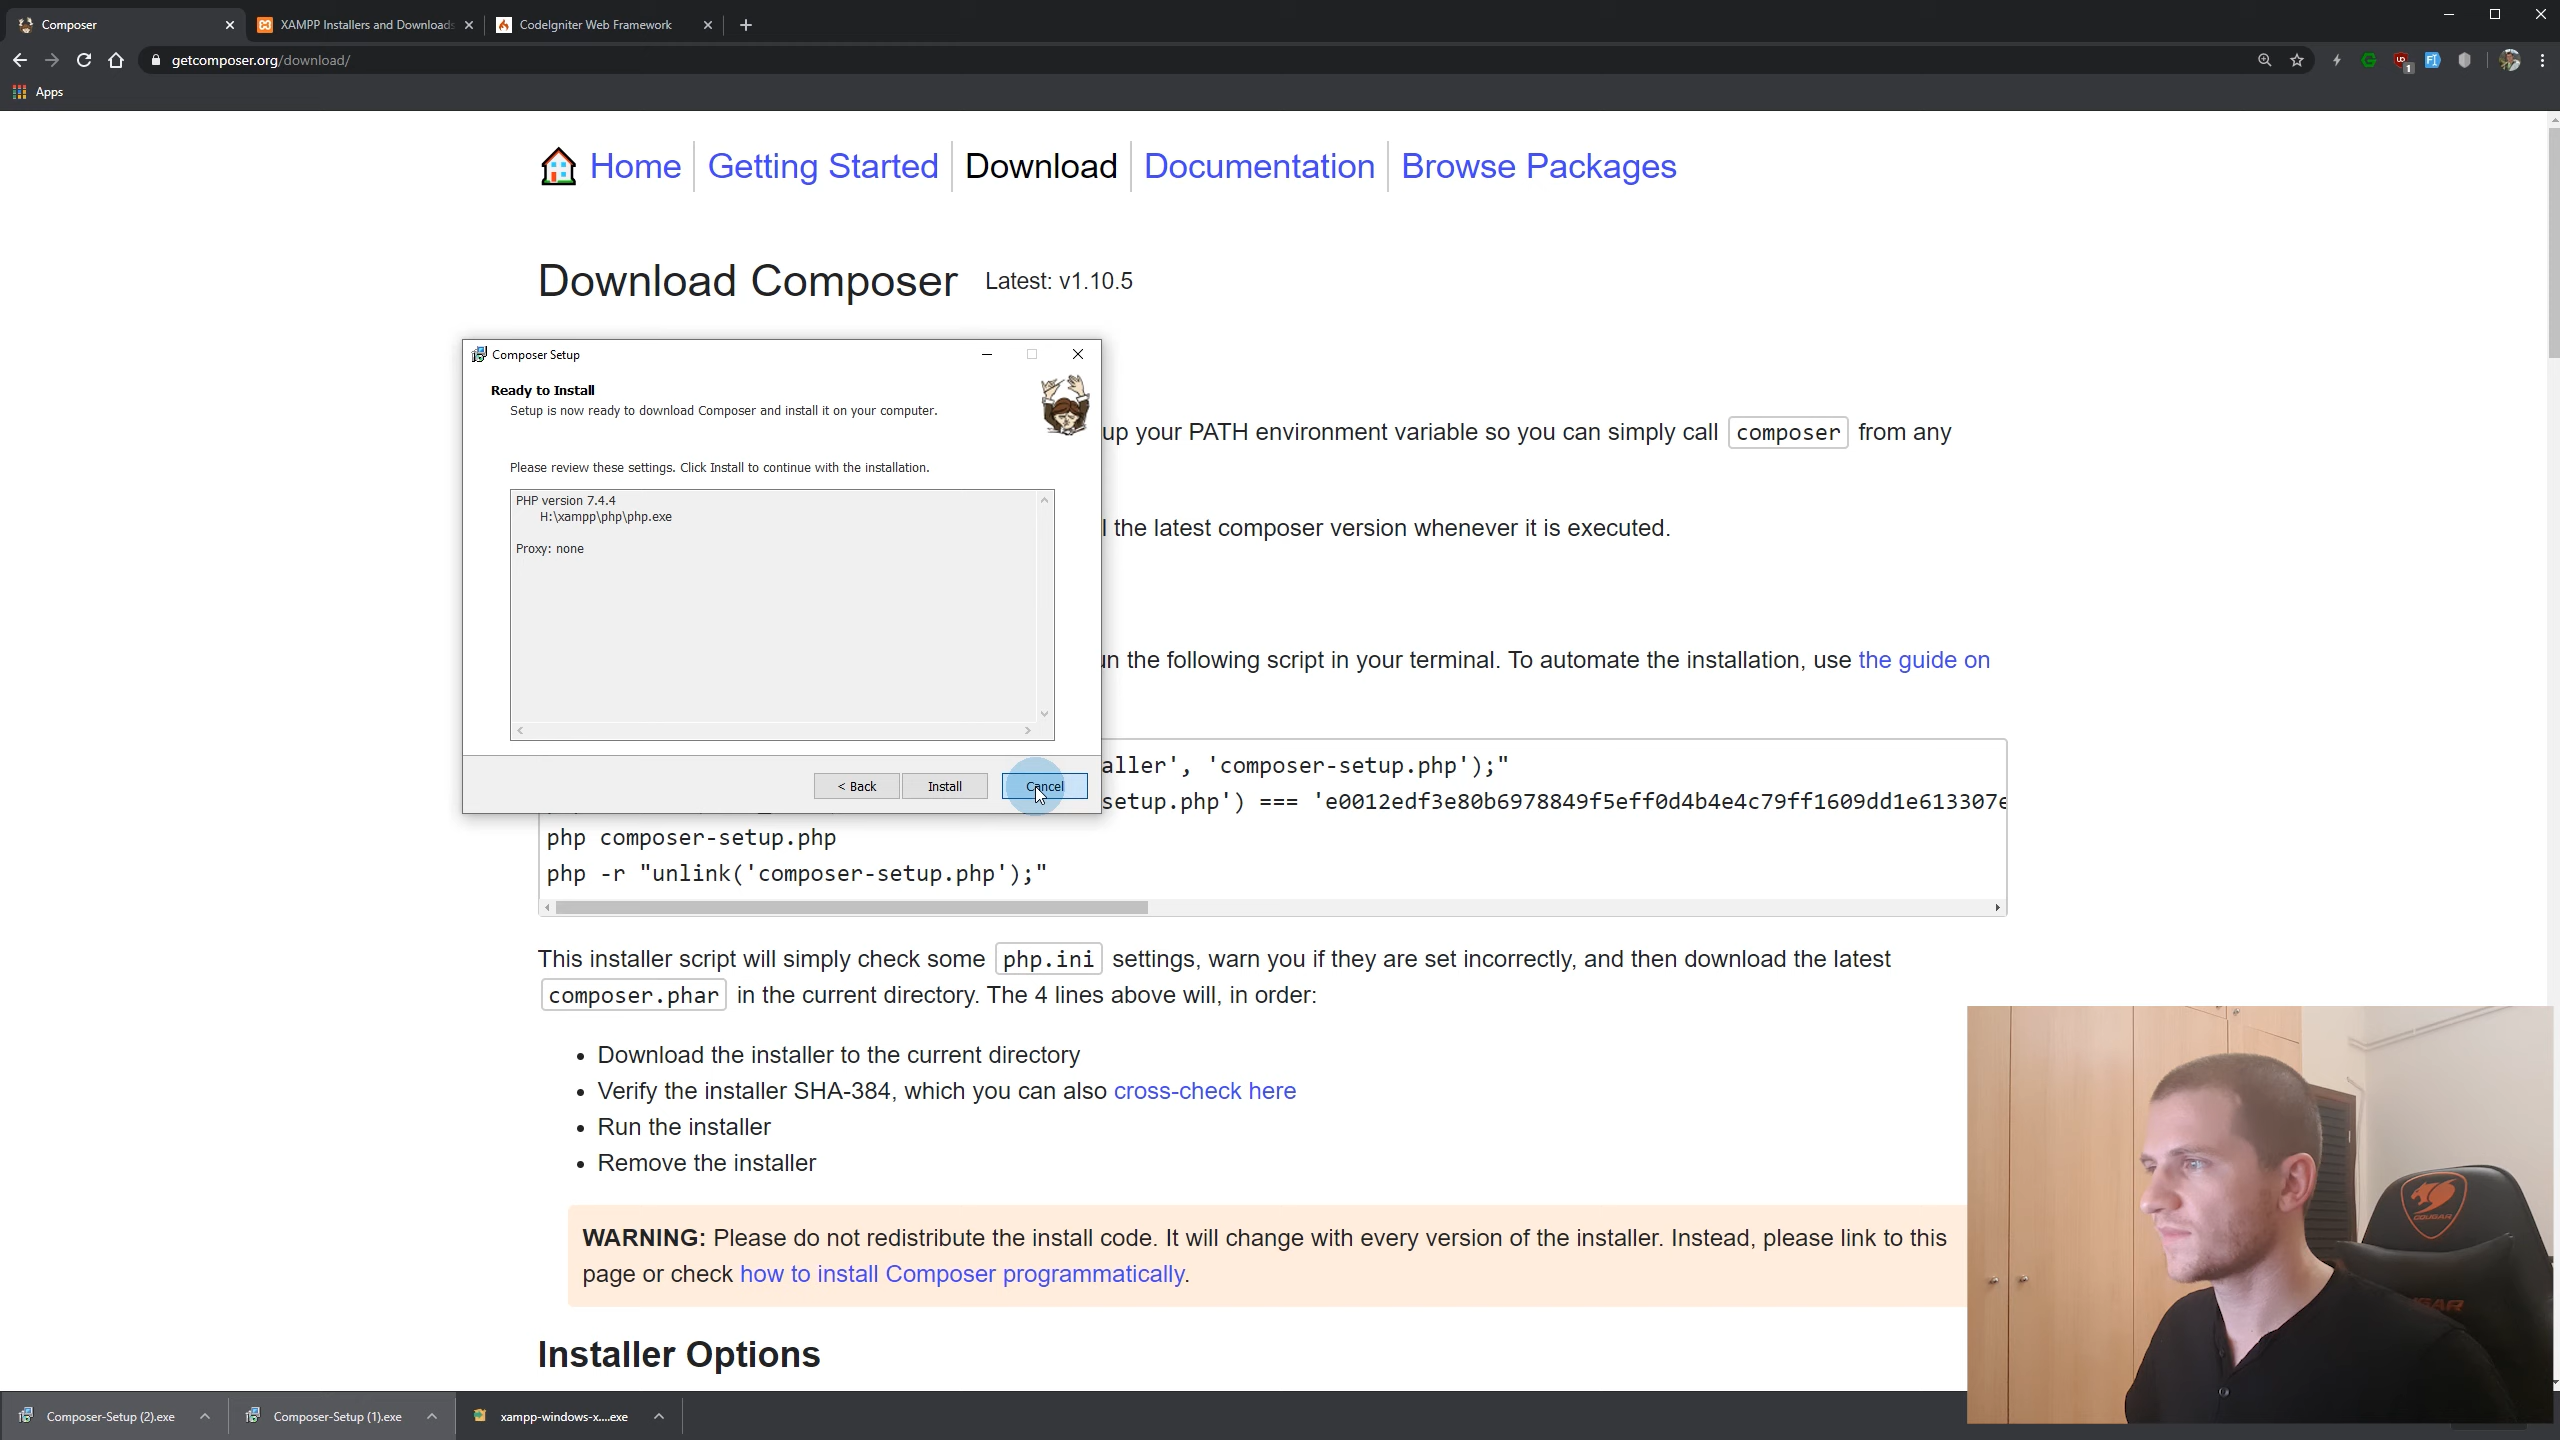 Composer
XAMPP Installers and Downloads
CodeIgniter Web Framework
getcomposer.org/download/
UD
1
Apps
Home
Getting Started
Download
Documentation
Browse Packages
Download Composer
Latest: v1.10.5
Composer Setup
Ready to Install
Setup is now ready to download Composer and install it on your computer.
up your PATH environment variable so you can simply call composer from any
Please review these settings. Click Install to continue with the installation.
PHP version 7.4.4
H:\xampp\php\php.exe
Proxy: none
the latest composer version whenever it is executed.
the following script in your terminal. To automate the installation, use the guide on
< Back
Install
Cancel
aller', 'composer-setup.php');"
setup.php') === 'e0012edf3e80b6978849f5eff0d4b4e4c79ff1609dd1e613307e
php composer-setup.php
php -r "unlink('composer-setup.php');"
This installer script will simply check some php.ini settings, warn you if they are set incorrectly, and then download the latest
composer.phar in the current directory. The 4 lines above will, in order:
• Download the installer to the current directory
• Verify the installer SHA-384, which you can also cross-check here
• Run the installer
• Remove the installer
WARNING: Please do not redistribute the install code. It will change with every version of the installer. Instead, please link to this
page or check how to install Composer programmatically.
Installer Options
COUGAR
Composer-Setup (2).exe
Composer-Setup (1).exe
xampp-windows-x....exe